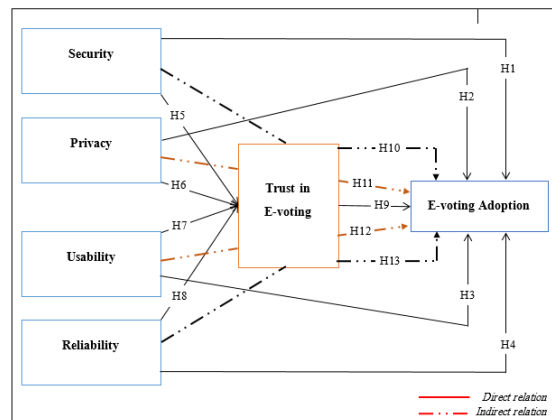 Security
H1
H2
H5
Privacy
H10
H11
H6
Trust in
E-voting
H9
E-voting Adoption
H7
H12
Usability
H13
H8
H3
Reliability
H4
Direct relation
Indirect relation